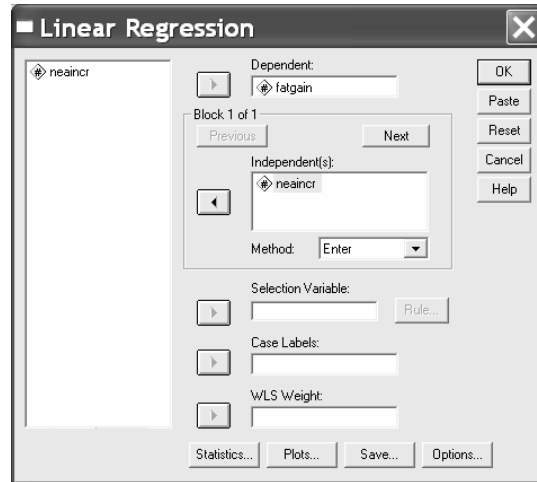 Linear Regression
neaincr
Dependent:
fatgain
OK
Paste
Reset
Cancel
Help
Block 1 of 1
Previous
Next
Independent(s):
neaincr
Method:
Enter
Selection Variable:
Rule...
Case Labels:
WLS Weight:
Statistics...
Plots...
Save...
Options...